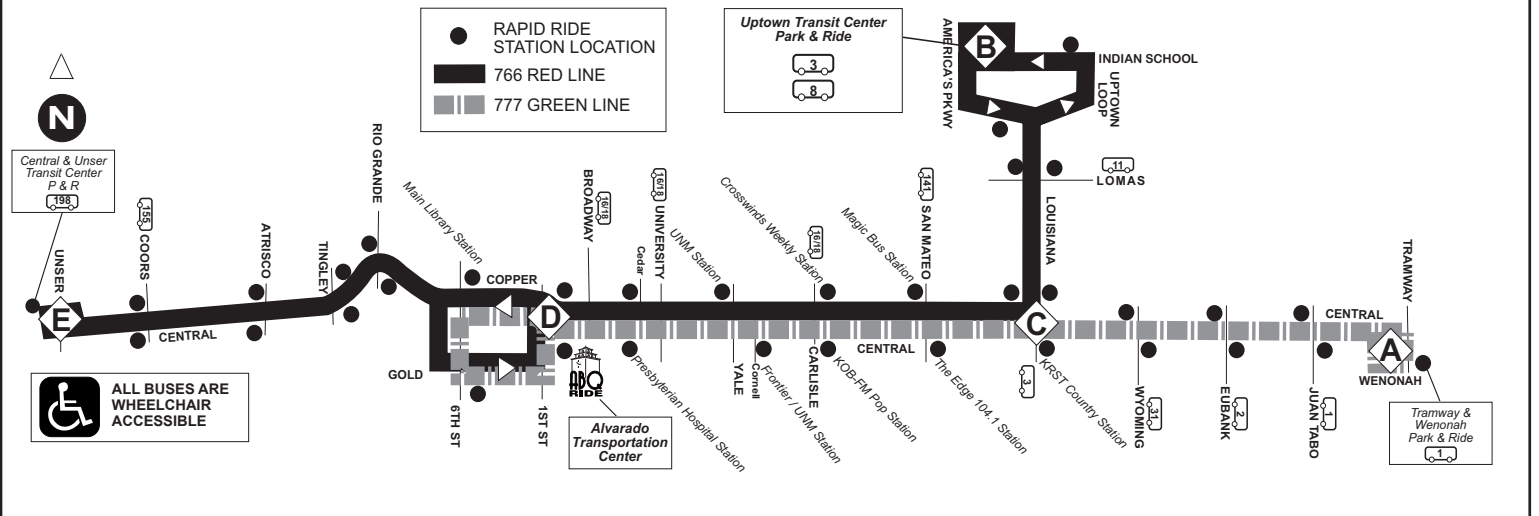 RAPID RIDE
STATION LOCATION
766 RED LINE
777 GREEN LINE
Uptown Transit Center
Park & Ride
3
8
AMERICA'S PKWY
B
INDIAN SCHOOL
UPTOWN
LOOP
11
LOMAS
LOUISIANA
N
Central & Unser
Transit Center
P & R
198
UNSER
E
155
COORS
ATRISCO
TINGLEY
RIO GRANDE
CENTRAL
Main Library Station
COPPER
GOLD
6TH ST
1ST ST
D
ABQ
RIDE
Alvarado
Transportation
Center
BROADWAY
16/18
Cedar
16/18
UNIVERSITY
Presbyterian Hospital Station
UNM Station
YALE
Cornell
Frontier / UNM Station
Crosswinds Weekly Station
16/18
CARLISLE
KOB-FM Pop Station
Magic Bus Station
141
SAN MATEO
CENTRAL
The Edge 104.1 Station
C
3
KRST Country Station
WYOMING
31
EUBANK
2
JUAN TABO
1
CENTRAL
TRAMWAY
A
WENONAH
Tramway &
Wenonah
Park & Ride
1
ALL BUSES ARE
WHEELCHAIR
ACCESSIBLE